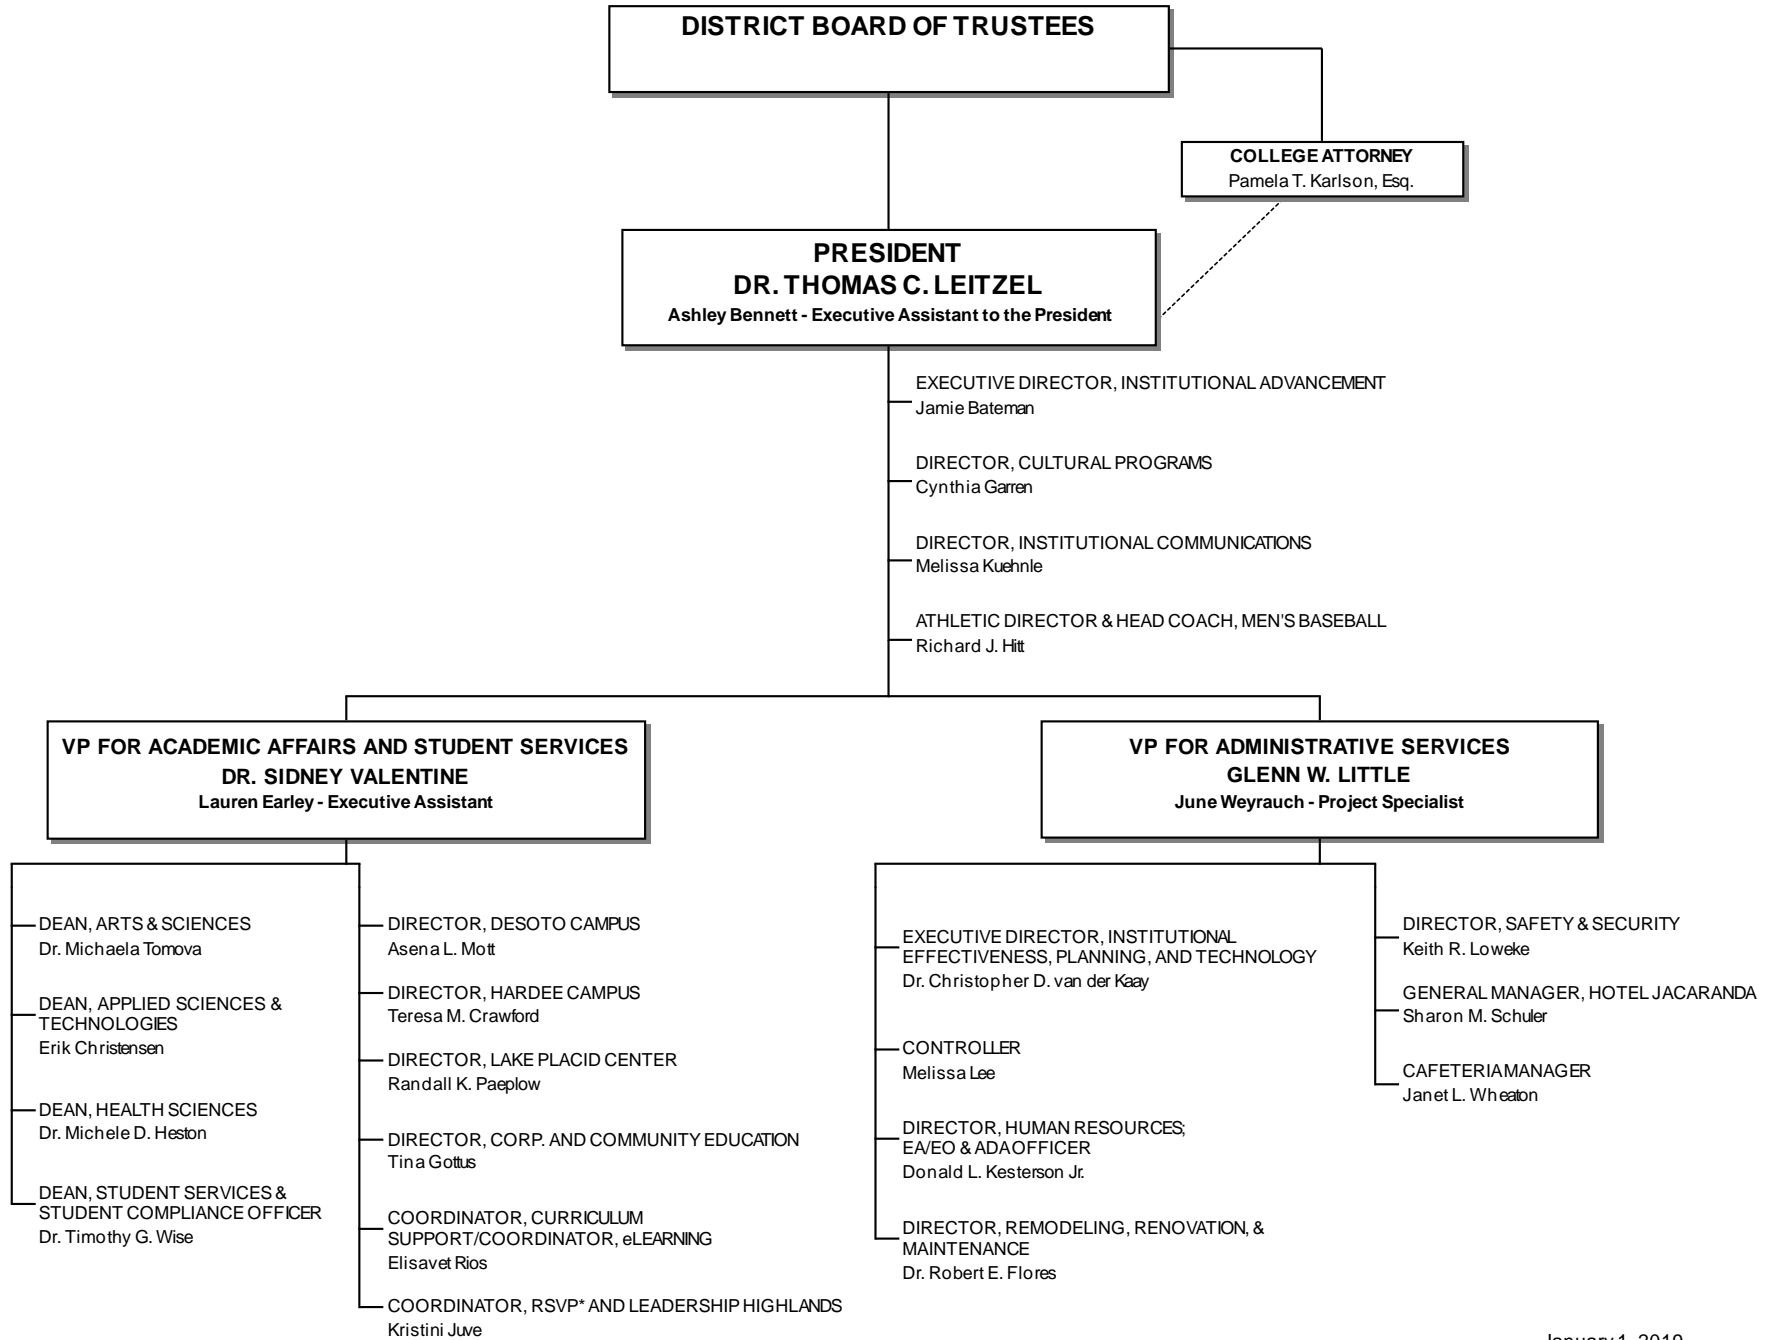 DISTRICT BOARD OF TRUSTEES
COLLEGE ATTORNEY
Pamela T. Karlson, Esq.
PRESIDENT
DR. THOMAS C. LEITZEL
Ashley Bennett - Executive Assistant to the President
EXECUTIVE DIRECTOR, INSTITUTIONAL ADVANCEMENT
Jamie Bateman
DIRECTOR, CULTURAL PROGRAMS
Cynthia Garren
DIRECTOR, INSTITUTIONAL COMMUNICATIONS
Melissa Kuehnle
ATHLETIC DIRECTOR & HEAD COACH, MEN'S BASEBALL
Richard J. Hitt
VP FOR ACADEMIC AFFAIRS AND STUDENT SERVICES
DR. SIDNEY VALENTINE
Lauren Earley - Executive Assistant
DEAN, ARTS & SCIENCES
Dr. Michaela Tomova
DEAN, APPLIED SCIENCES &
TECHNOLOGIES
Erik Christensen
DEAN, HEALTH SCIENCES
Dr. Michele D. Heston
DEAN, STUDENT SERVICES &
STUDENT COMPLIANCE OFFICER
Dr. Timothy G. Wise
DIRECTOR, DESOTO CAMPUS
Asena L. Mott
DIRECTOR, HARDEE CAMPUS
Teresa M. Crawford
DIRECTOR, LAKE PLACID CENTER
Randall K. Paeplow
DIRECTOR, CORP. AND COMMUNITY EDUCATION
Tina Gottus
COORDINATOR, CURRICULUM
SUPPORT/COORDINATOR, eLEARNING
Elisavet Rios
COORDINATOR, RSVP* AND LEADERSHIP HIGHLANDS
Kristini Juve
VP FOR ADMINISTRATIVE SERVICES
GLENN W. LITTLE
June Weyrauch - Project Specialist
EXECUTIVE DIRECTOR, INSTITUTIONAL
EFFECTIVENESS, PLANNING, AND TECHNOLOGY
Dr. Christopher D. van der Kaay
CONTROLLER
Melissa Lee
DIRECTOR, HUMAN RESOURCES;
EA/EO & ADA OFFICER
Donald L. Kesterson Jr.
DIRECTOR, REMODELING, RENOVATION, &
MAINTENANCE
Dr. Robert E. Flores
DIRECTOR, SAFETY & SECURITY
Keith R. Loweke
GENERAL MANAGER, HOTEL JACARANDA
Sharon M. Schuler
CAFETERIA MANAGER
Janet L. Wheaton
January 1, 2019